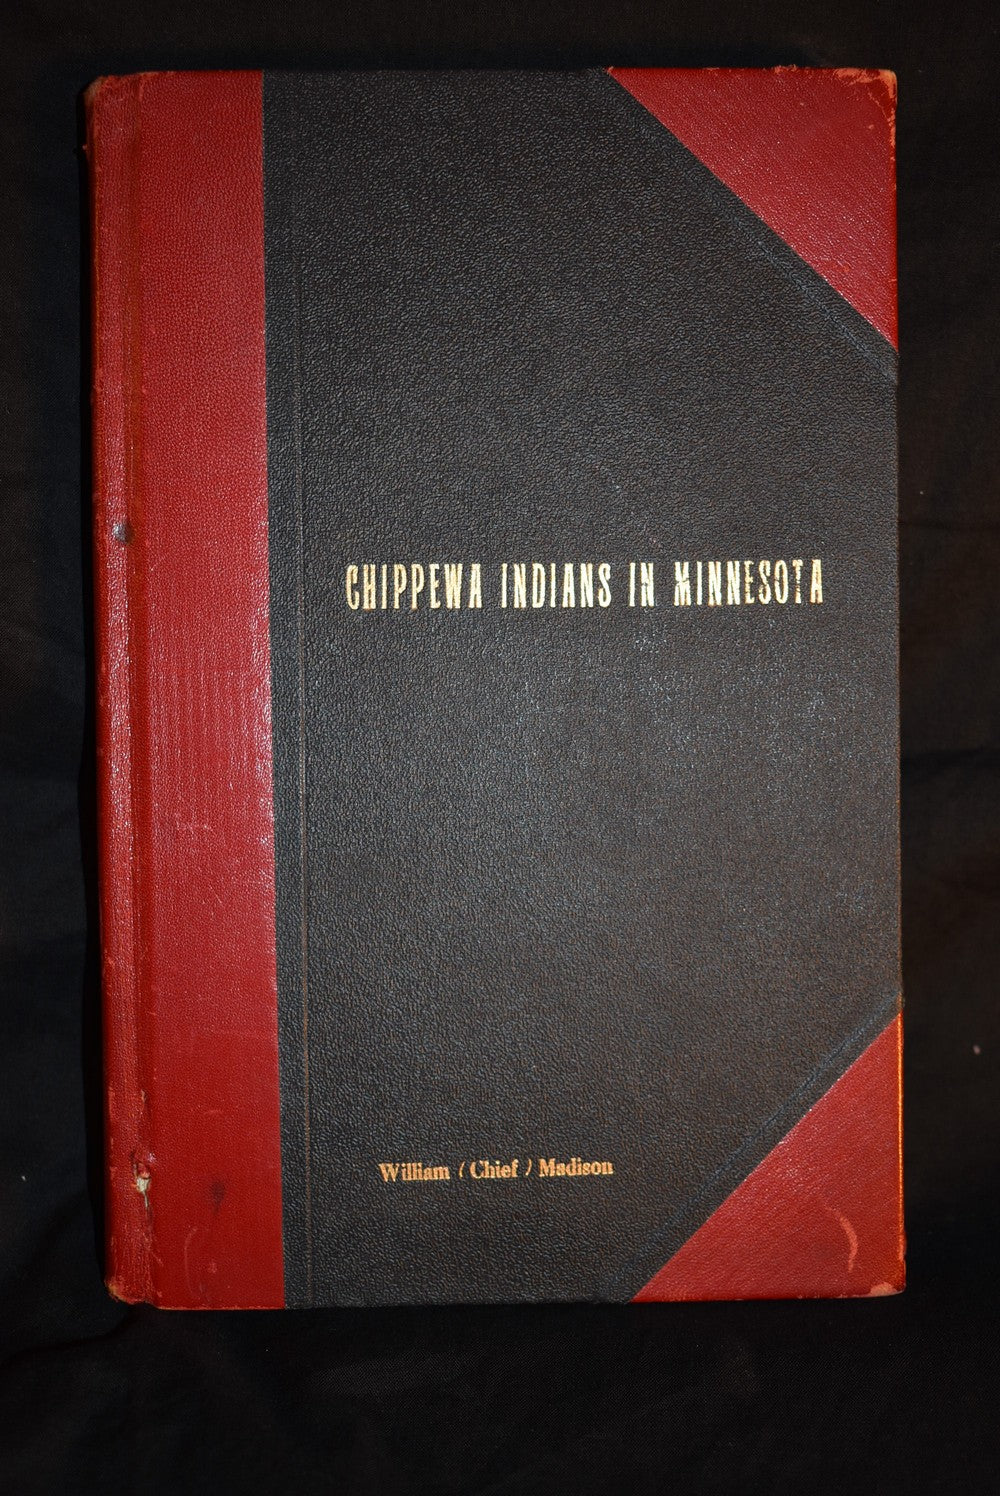 CHIPPEWA INDIANS IN MINNESOTA
William (Chief) Madison